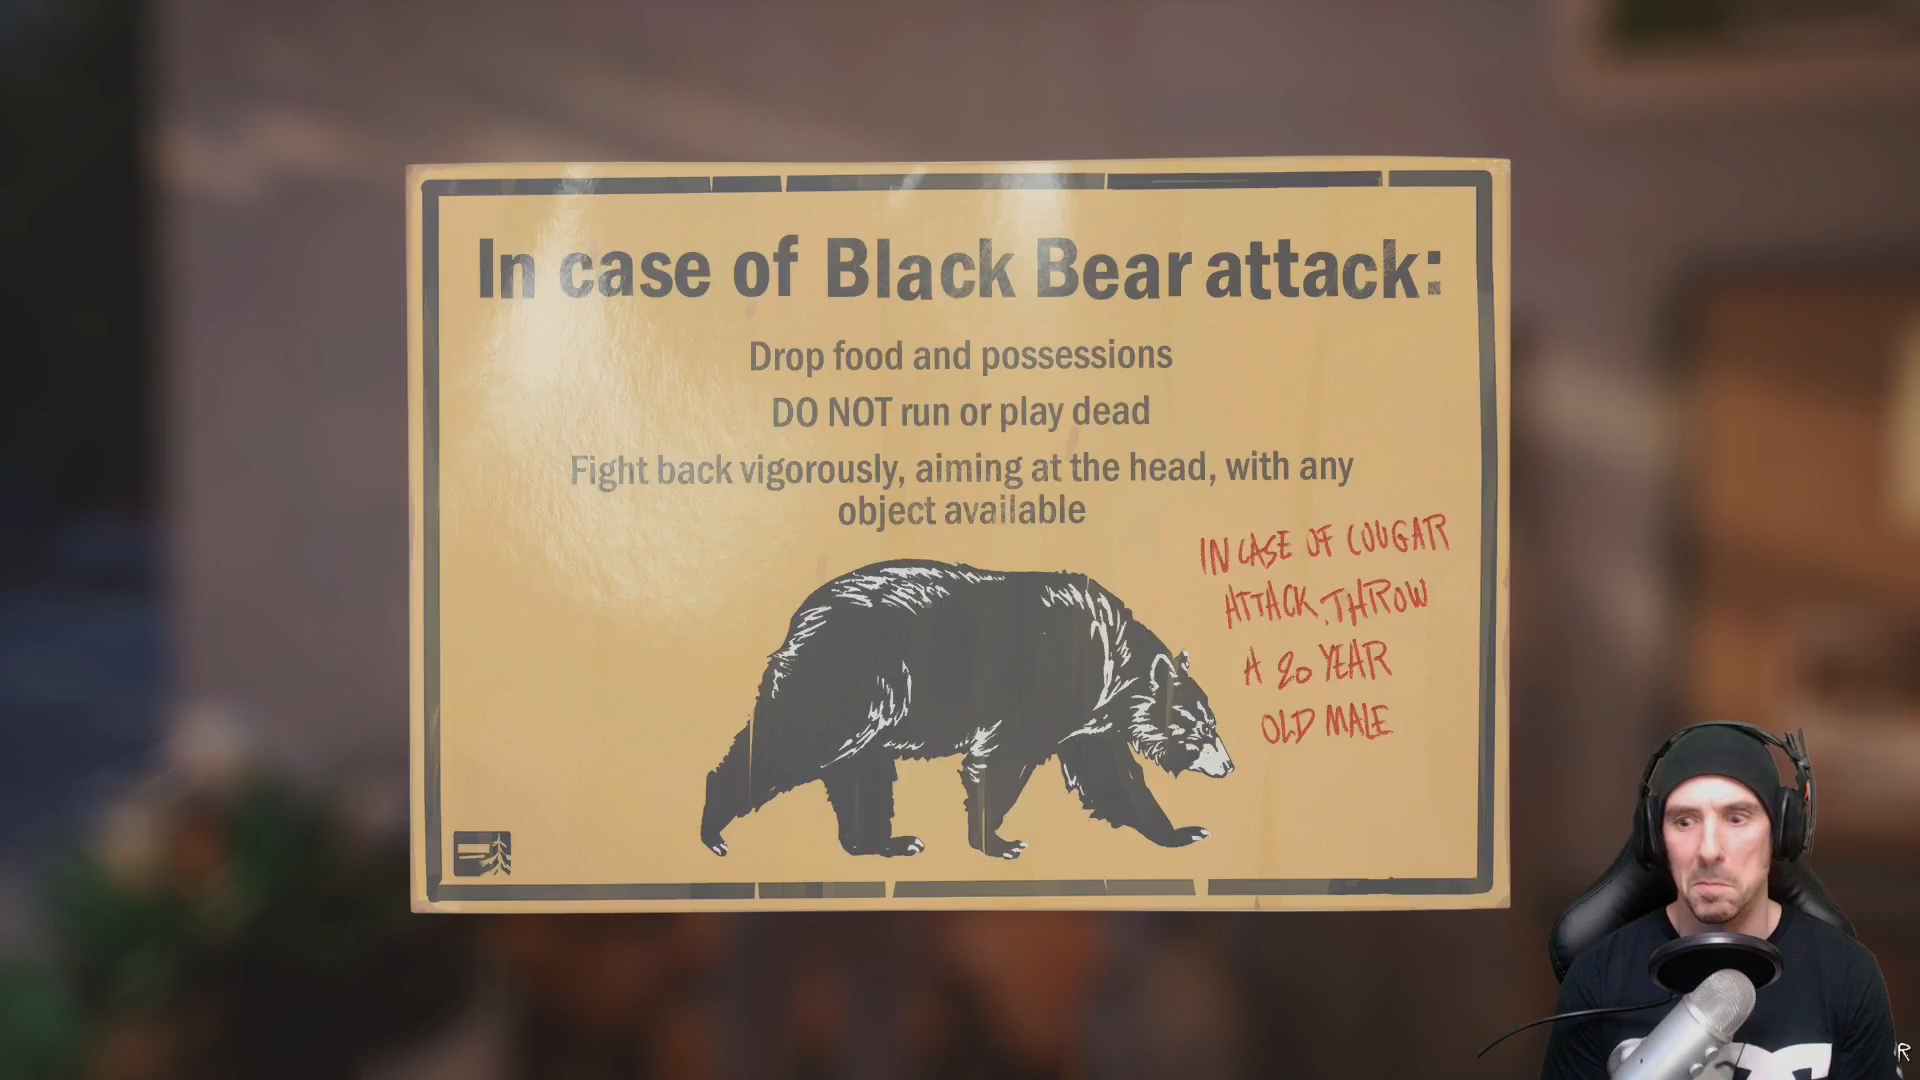 In case of Black Bear attack:
Drop food and possessions
DO NOT run or play dead
Fight back vigorously, aiming at the head, with any
object available
IN CASE OF COUGAR
ATTACK, THROW
A 20 YEAR
OLD MALE
R